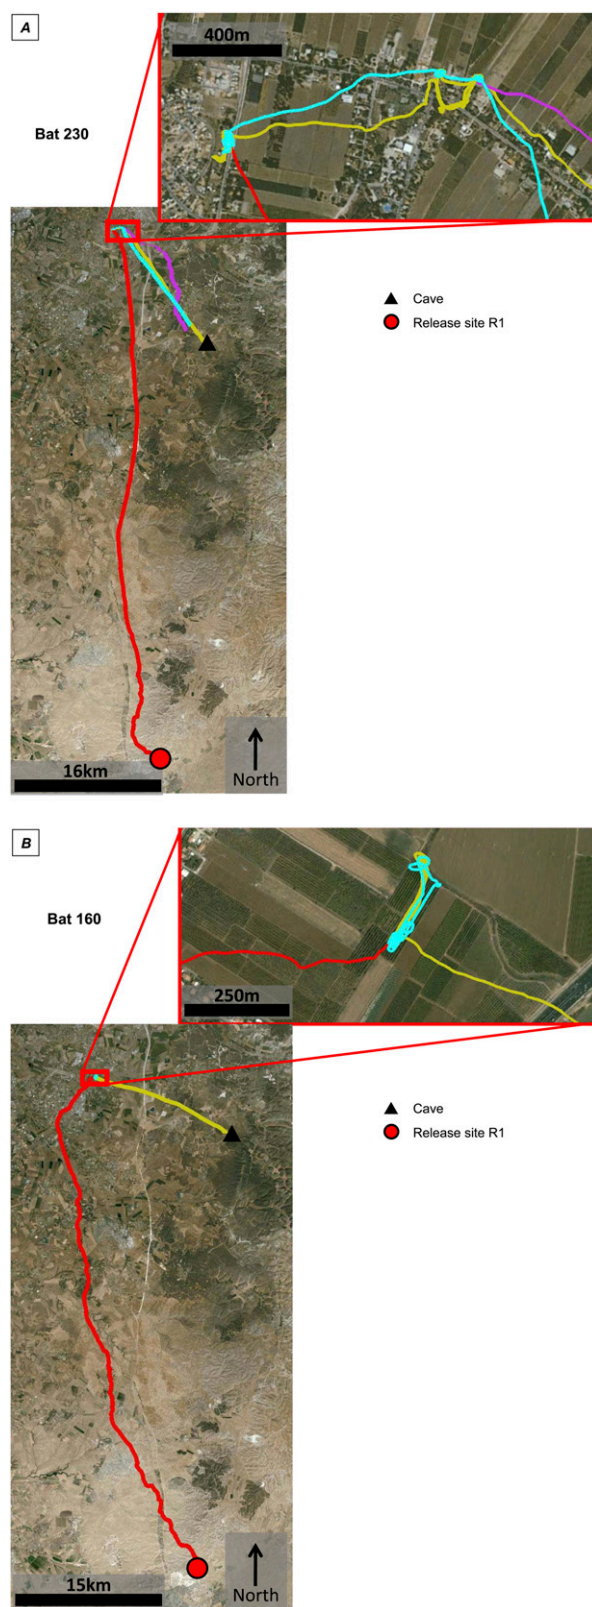 A
400m
Bat 230
Cave
Release site R1
16km
North
B
Bat 160
250m
Cave
Release site R1
15km
North